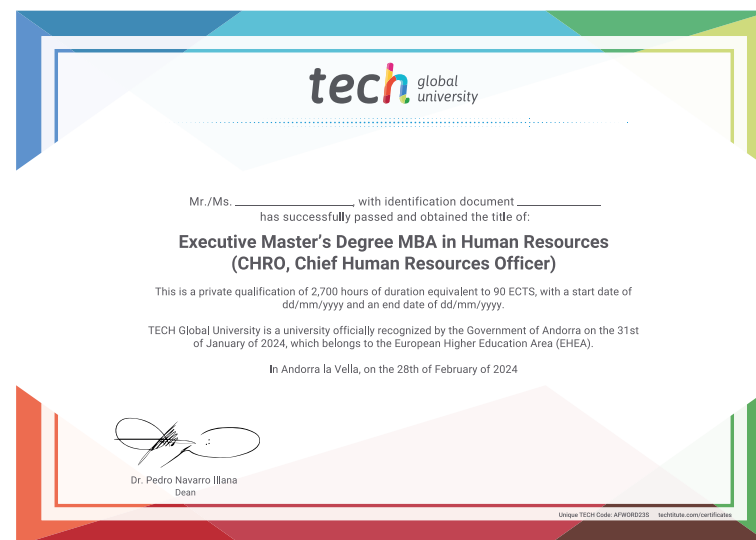 tech global
university
Mr./Ms. ____________, with identification document ____________
has successfully passed and obtained the title of:
Executive Master's Degree MBA in Human Resources
(CHRO, Chief Human Resources Officer)
This is a private qualification of 2,700 hours of duration equivalent to 90 ECTS, with a start date of
dd/mm/yyyy and an end date of dd/mm/yyyy.
TECH Global University is a university officially recognized by the Government of Andorra on the 31st
of January of 2024, which belongs to the European Higher Education Area (EHEA).
In Andorra la Vella, on the 28th of February of 2024
Dr. Pedro Navarro Illana
Dean
Unique TECH Code: AFWORD23S techtitute.com/certificates